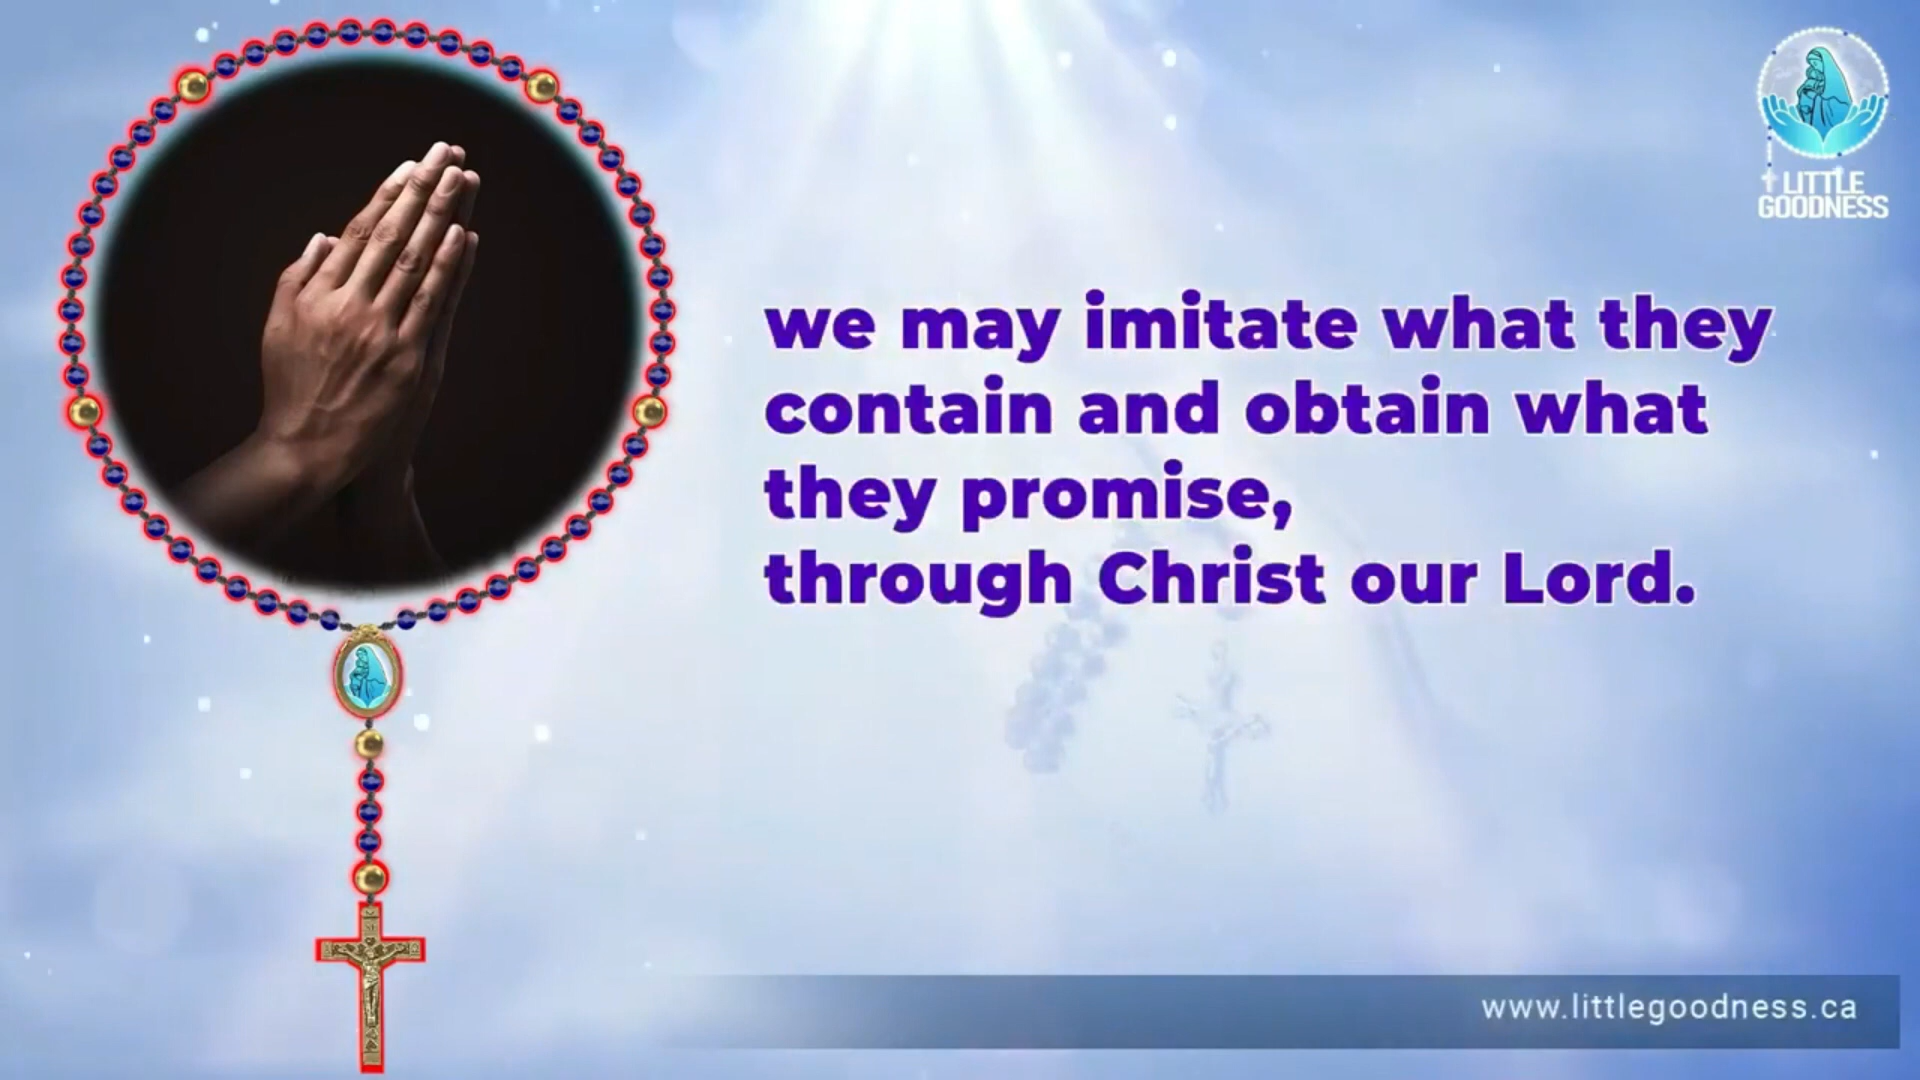 LITTLE
GOODNESS
we may imitate what they
contain and obtain what
they promise,
through Christ our Lord.
www.littlegoodness.ca